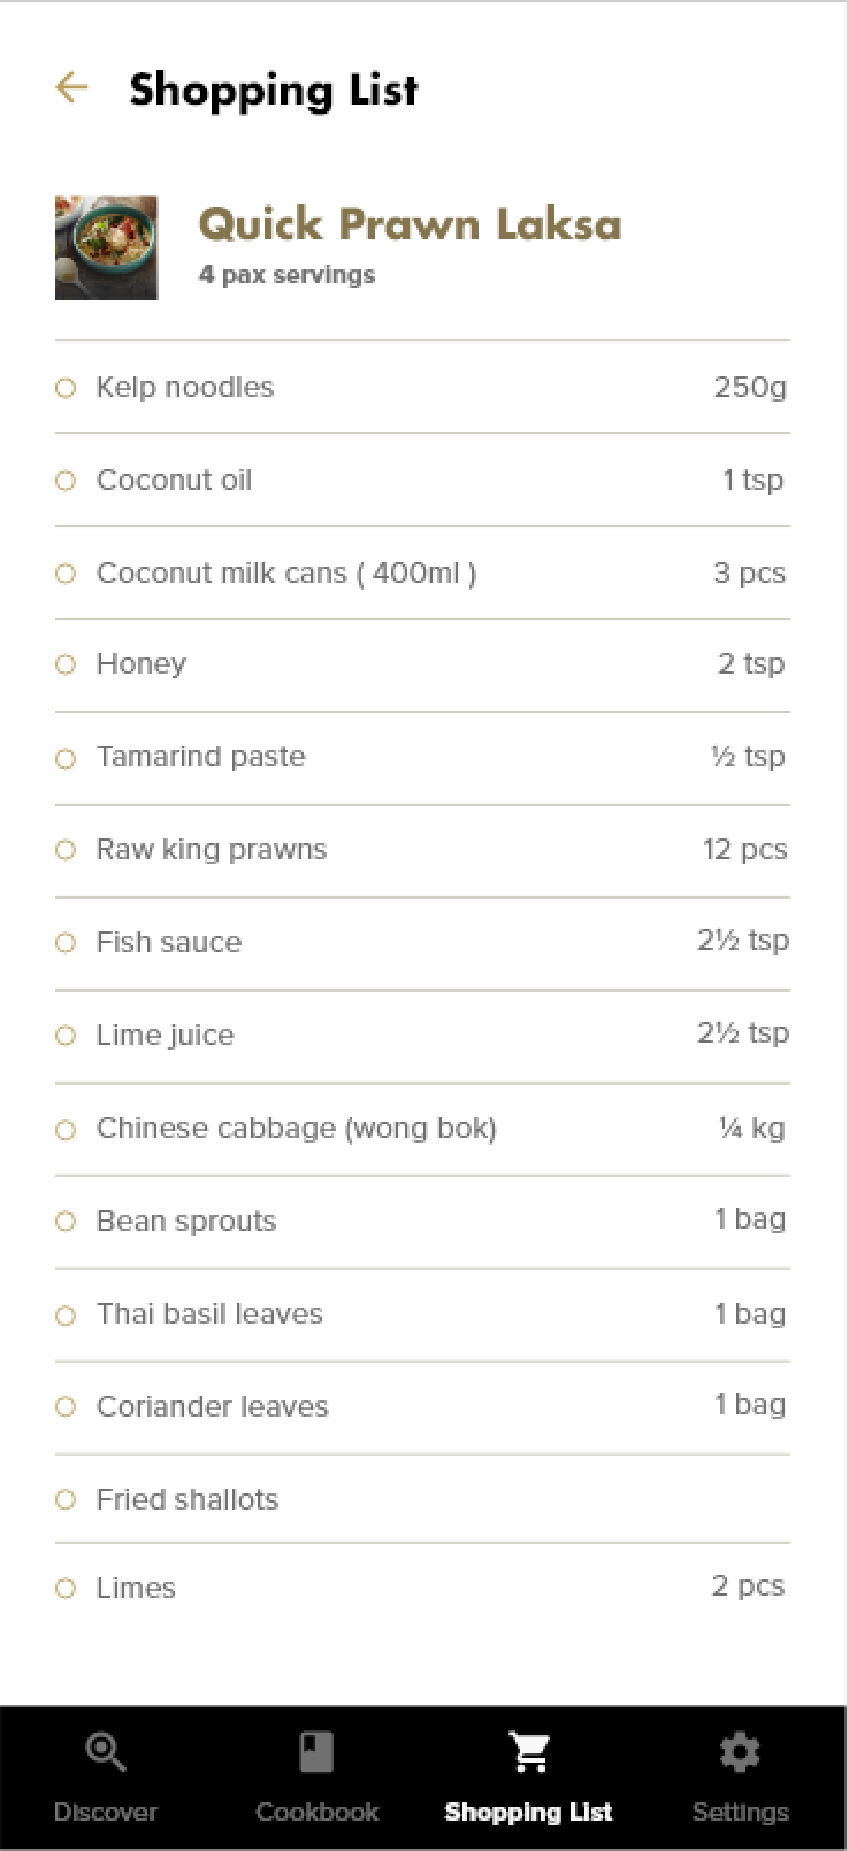 Shopping List
Quick Prawn Laksa
4 pax servings
Kelp noodles 250g
Coconut oil 1 tsp
Coconut milk cans ( 400ml ) 3 pcs
Honey 2 tsp
Tamarind paste ½ tsp
Raw king prawns 12 pcs
Fish sauce 2½ tsp
Lime juice 2½ tsp
Chinese cabbage (wong bok) ¼ kg
Bean sprouts 1 bag
Thai basil leaves 1 bag
Coriander leaves 1 bag
Fried shallots
Limes 2 pcs
Discover Cookbook Shopping List Settings